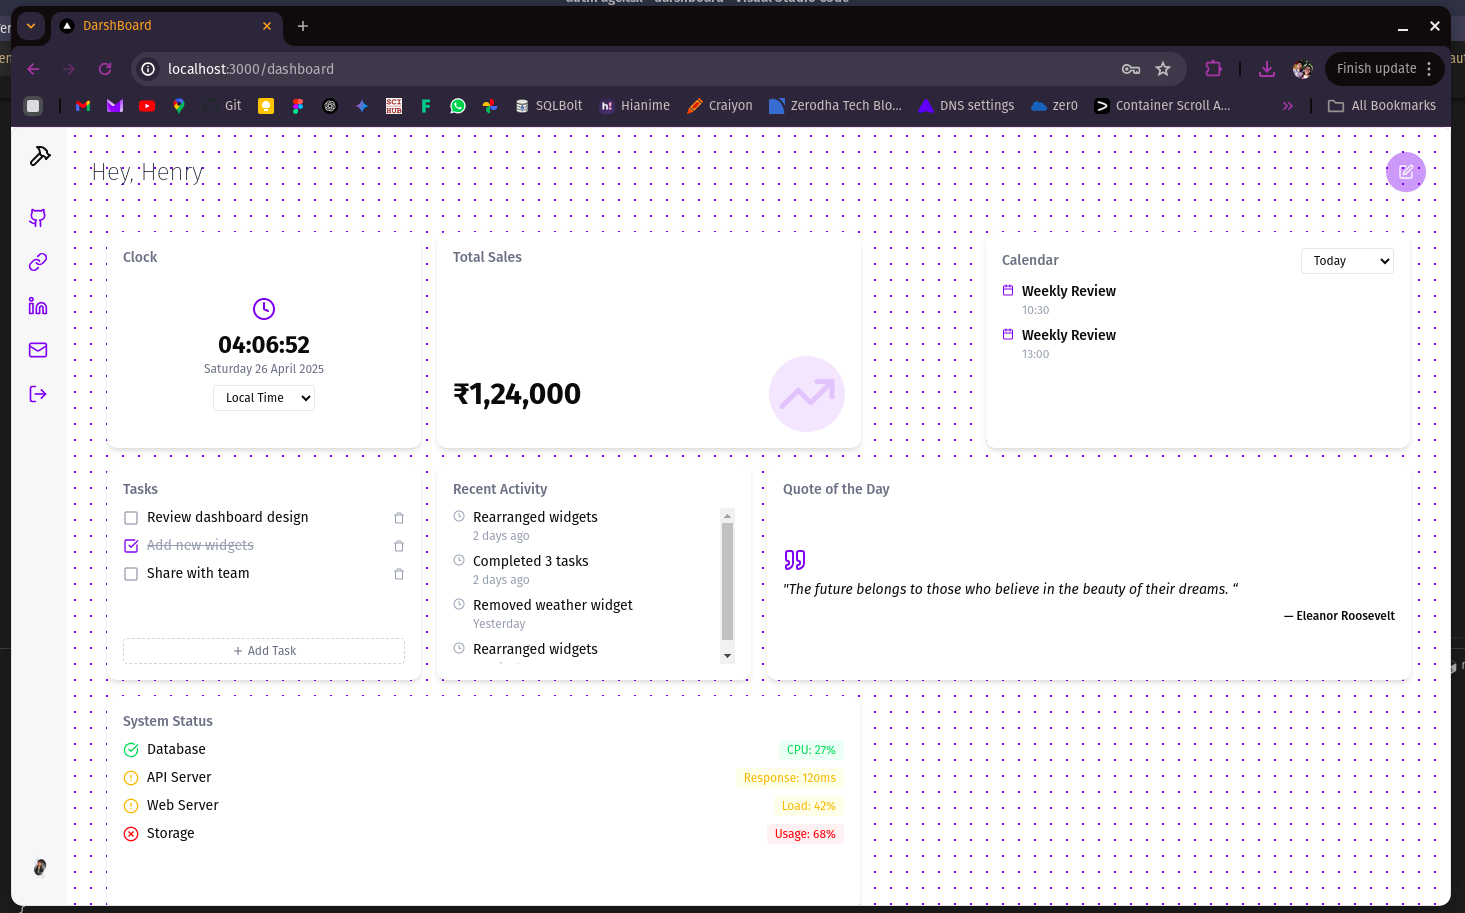 DarshBoard
localhost:3000/dashboard
Finish update
Git
SCI HUB
SQLBolt
h!
Hianime
Craiyon
Zerodha Tech Blo...
DNS settings
zer0
Container Scroll A...
All Bookmarks
Hey, Henry
Clock
04:06:52
Saturday 26 April 2025
Local Time
Total Sales
₹1,24,000
Calendar
Today
Weekly Review
10:30
Weekly Review
13:00
Tasks
Review dashboard design
Add new widgets
Share with team
+ Add Task
Recent Activity
Rearranged widgets
2 days ago
Completed 3 tasks
2 days ago
Removed weather widget
Yesterday
Rearranged widgets
Quote of the Day
"The future belongs to those who believe in the beauty of their dreams. “
— Eleanor Roosevelt
System Status
Database
CPU: 27%
API Server
Response: 120ms
Web Server
Load: 42%
Storage
Usage: 68%